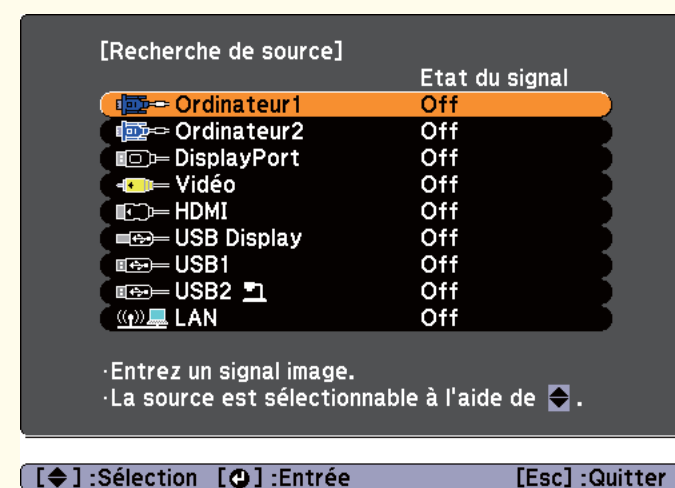 [Recherche de source]
Etat du signal
Ordinateur1 Off
Ordinateur2 Off
DisplayPort Off
Vidéo Off
HDMI Off
USB Display Off
USB1 Off
USB2 Off
LAN Off
·Entrez un signal image.
·La source est sélectionnable à l'aide de .
[ ] :Sélection [ ] :Entrée [Esc] :Quitter